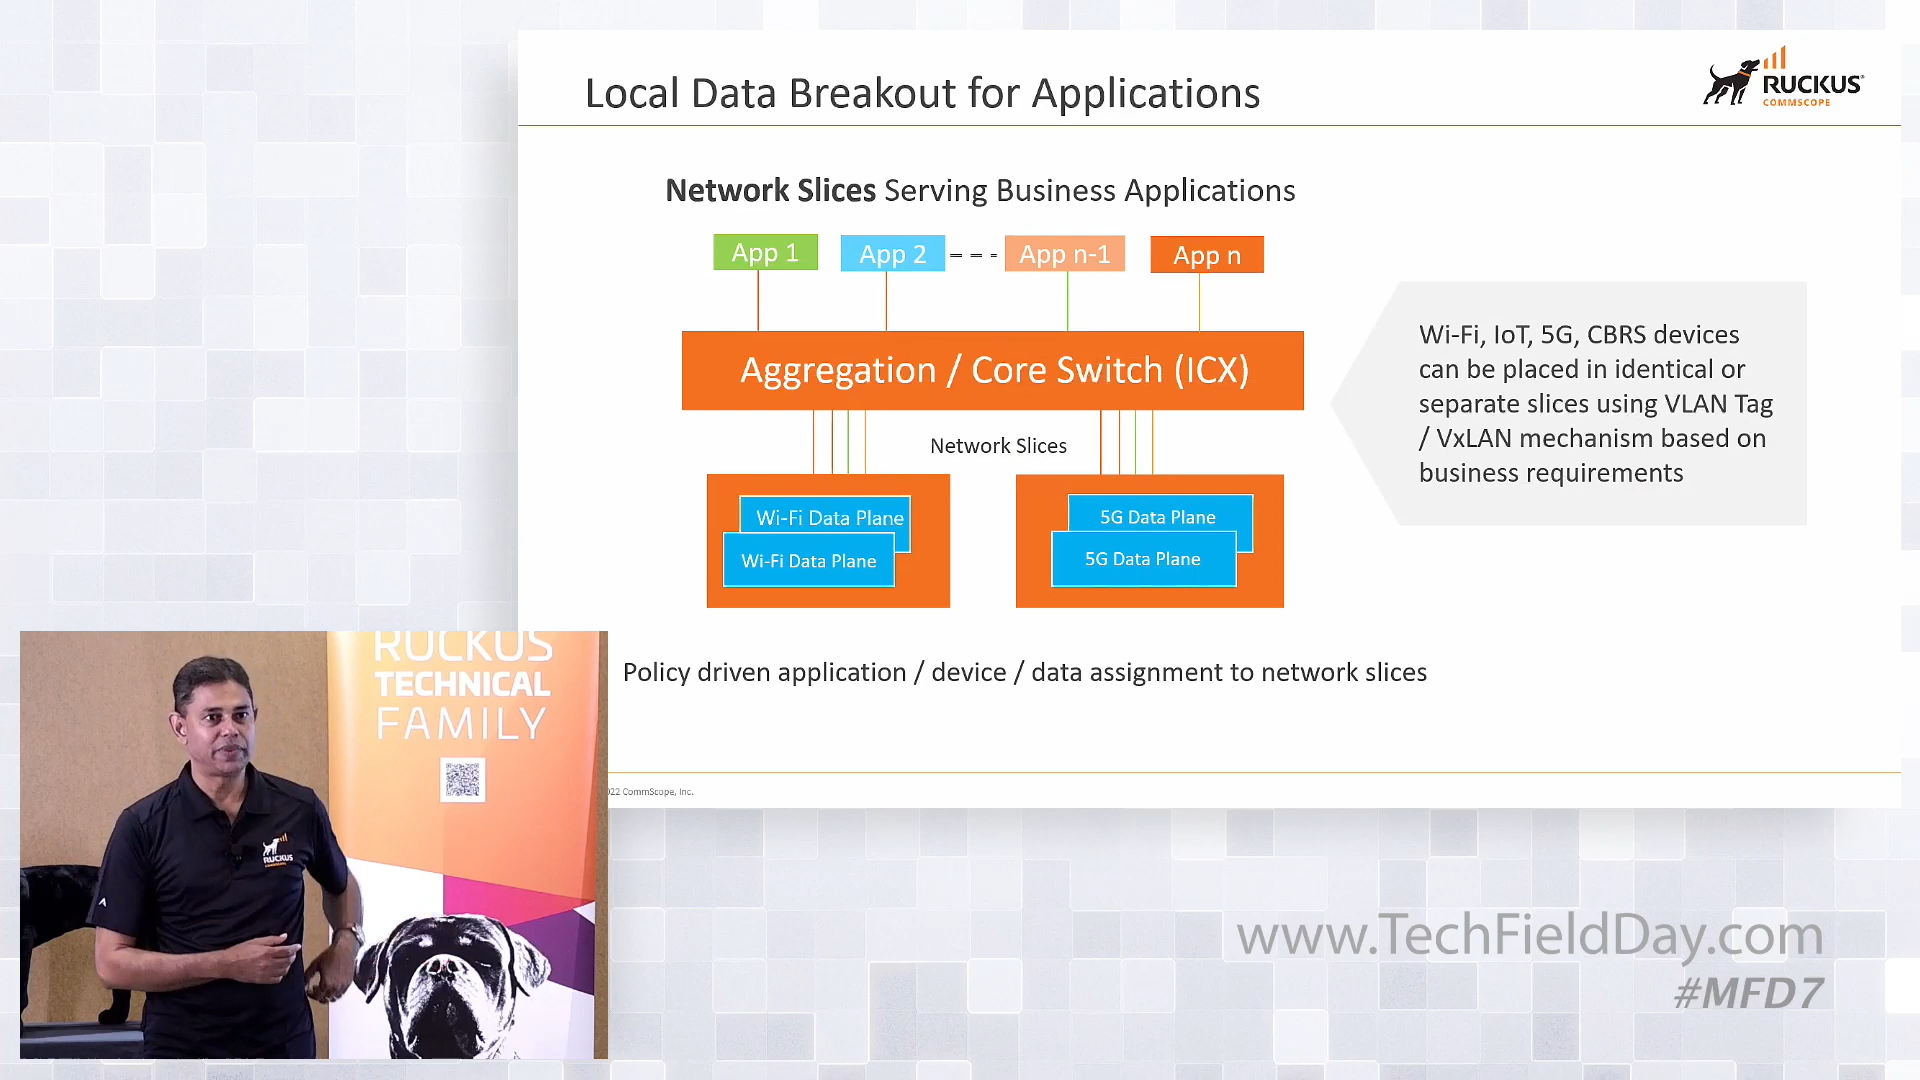 Local Data Breakout for Applications
RUCKUS
COMMSCOPE
Network Slices Serving Business Applications
App 1
App 2
App n-1
App n
Aggregation / Core Switch (ICX)
Network Slices
Wi-Fi Data Plane
Wi-Fi Data Plane
5G Data Plane
5G Data Plane
Wi-Fi, IoT, 5G, CBRS devices
can be placed in identical or
separate slices using VLAN Tag
/ VxLAN mechanism based on
business requirements
Policy driven application / device / data assignment to network slices
22 CommScope, Inc.
RUCKUS
TECHNICAL
FAMILY
RUCKUS
www.TechFieldDay.com
#MFD7